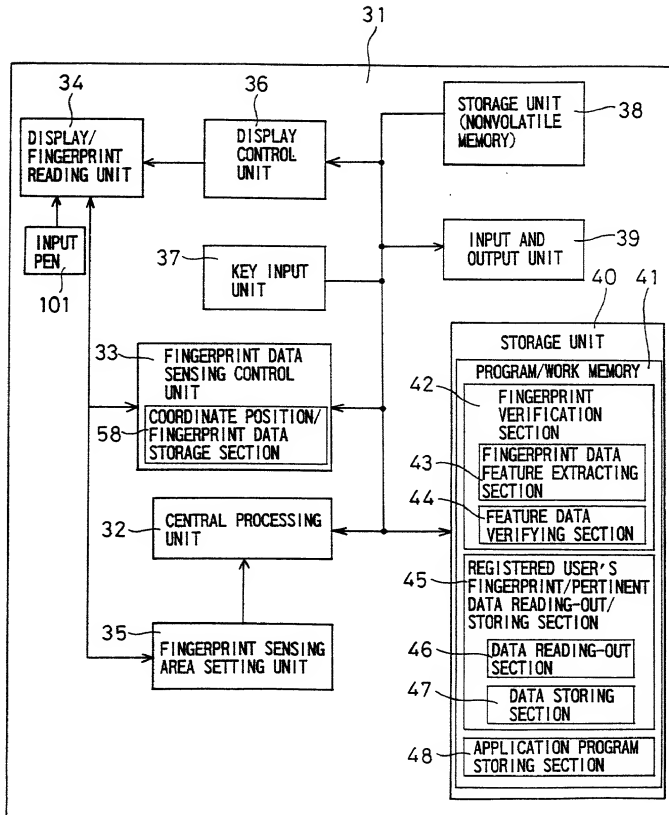 31
34
DISPLAY/
FINGERPRINT
READING UNIT
36
DISPLAY
CONTROL
UNIT
STORAGE UNIT
(NONVOLATILE
MEMORY)
38
INPUT
PEN
101
37
KEY INPUT
UNIT
INPUT AND
OUTPUT UNIT
39
33
FINGERPRINT DATA
SENSING CONTROL
UNIT
58
COORDINATE POSITION/
FINGERPRINT DATA
STORAGE SECTION
32
CENTRAL PROCESSING
UNIT
35
FINGERPRINT SENSING
AREA SETTING UNIT
40
41
STORAGE UNIT
PROGRAM/WORK MEMORY
42
FINGERPRINT
VERIFICATION
SECTION
43
FINGERPRINT DATA
FEATURE EXTRACTING
SECTION
44
FEATURE DATA
VERIFYING SECTION
45
REGISTERED USER'S
FINGERPRINT/PERTINENT
DATA READING-OUT/
STORING SECTION
46
DATA READING-OUT
SECTION
47
DATA STORING
SECTION
48
APPLICATION PROGRAM
STORING SECTION